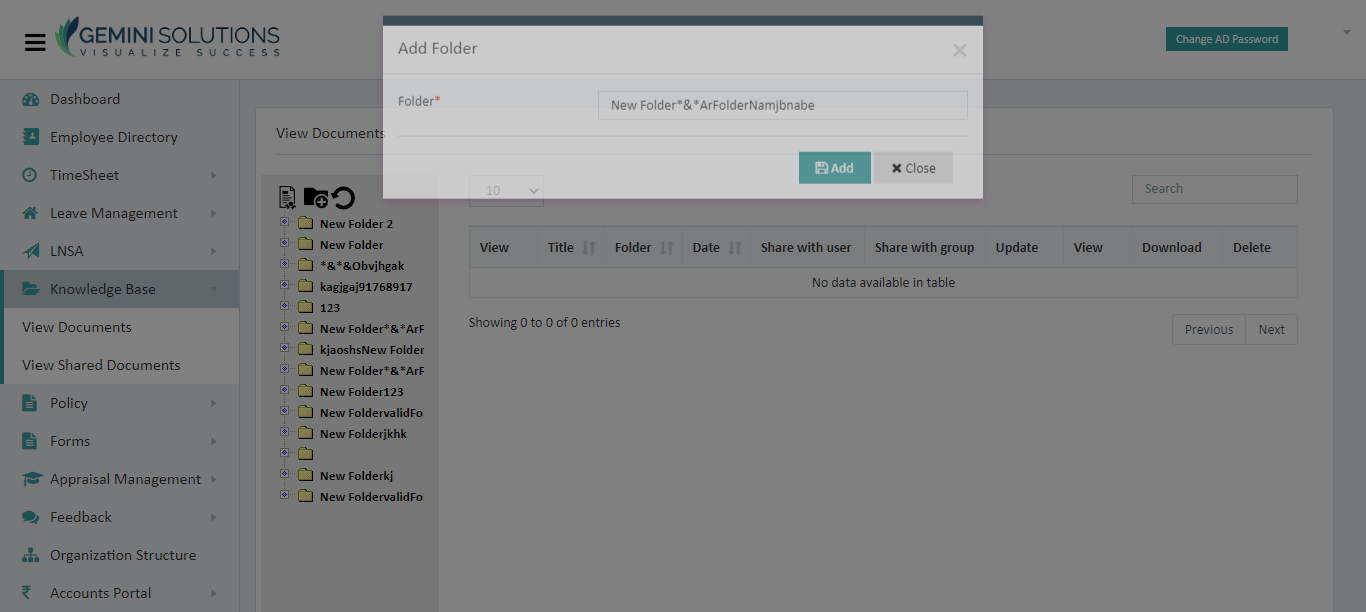 GEMINI SOLUTIONS
VISUALIZE SUCCESS
Change AD Password
Add Folder
Folder*
New Folder*&*ArFolderNamjbnabe
Add
Close
Dashboard
Employee Directory
TimeSheet
Leave Management
LNSA
Knowledge Base
View Documents
View Shared Documents
Policy
Forms
Appraisal Management
Feedback
Organization Structure
Accounts Portal
View Documents
New Folder 2
New Folder
*&*&Obvjhgak
kagjgaj91768917
123
New Folder*&*ArF
kjaoshsNew Folder
New Folder*&*ArF
New Folder123
New FoldervalidFo
New Folderjkhk
New Folderkj
New FoldervalidFo
10
Search
View Title Folder Date Share with user Share with group Update View Download Delete
No data available in table
Showing 0 to 0 of 0 entries
Previous Next